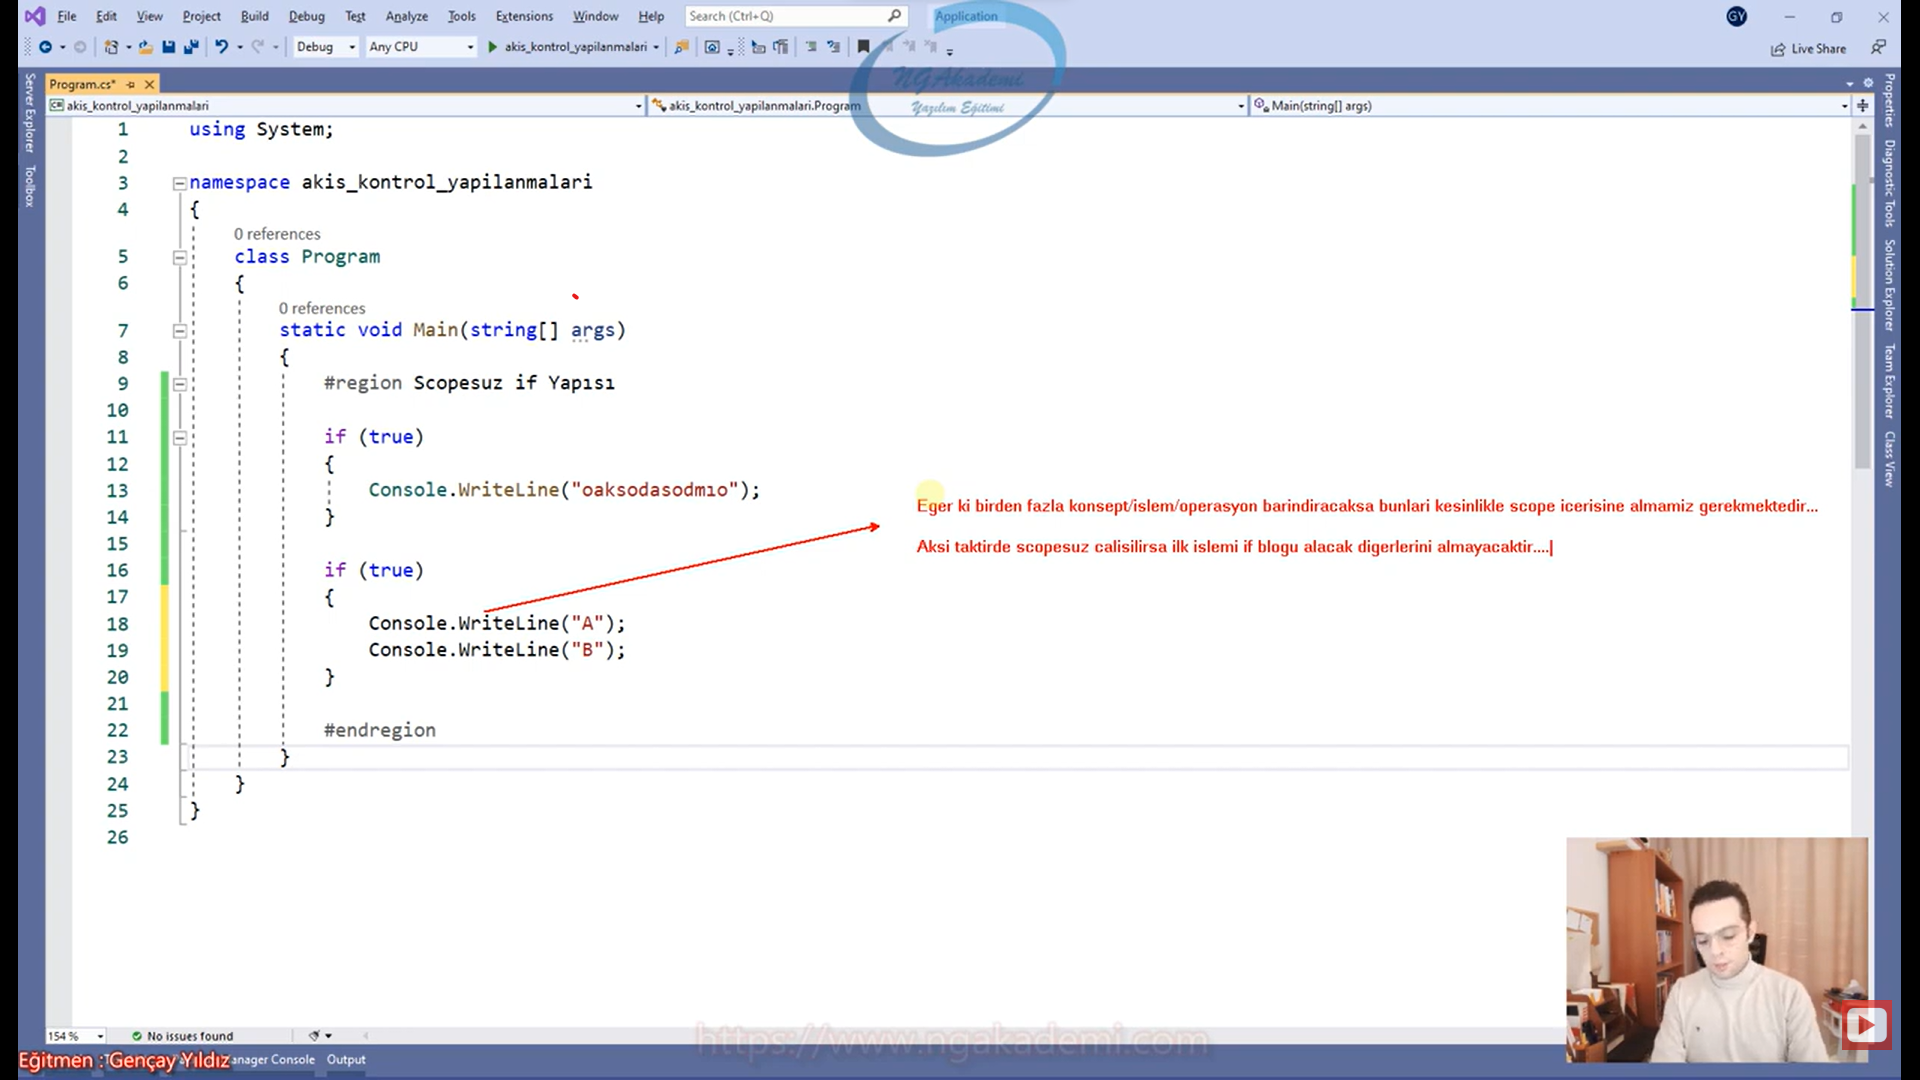 File Edit View Project Build Debug Test Analyze Tools Extensions Window Help Search (Ctrl+Q) Application GY
Debug Any CPU akis_kontrol_yapilanmalari Live Share
NGAkademi
Yazılım Eğitimi
Program.cs*
akis_kontrol_yapilanmalari akis_kontrol_yapilanmalari.Program Main(string[] args)
Server Explorer
Toolbox
Properties
Diagnostic Tools
Solution Explorer
Team Explorer
Class View
1 using System;
2
3 namespace akis_kontrol_yapilanmalari
4 {
0 references
5 class Program
6 {
0 references
7 static void Main(string[] args)
8 {
9 #region Scopesuz if Yapısı
10
11 if (true)
12 {
13 Console.WriteLine("oaksodasodmıo");
14 }
15
16 if (true)
17 {
18 Console.WriteLine("A");
19 Console.WriteLine("B");
20 }
21
22 #endregion
23 }
24 }
25 }
26
Eger ki birden fazla konsept/islem/operasyon barindiracaksa bunlari kesinlikle scope icerisine almamiz gerekmektedir...
Aksi taktirde scopesuz calisilirsa ilk islemi if blogu alacak digerlerini almayacaktir....
154 % No issues found
https://www.ngakademi.com
Eğitmen : Gençay Yıldız
anager Console Output